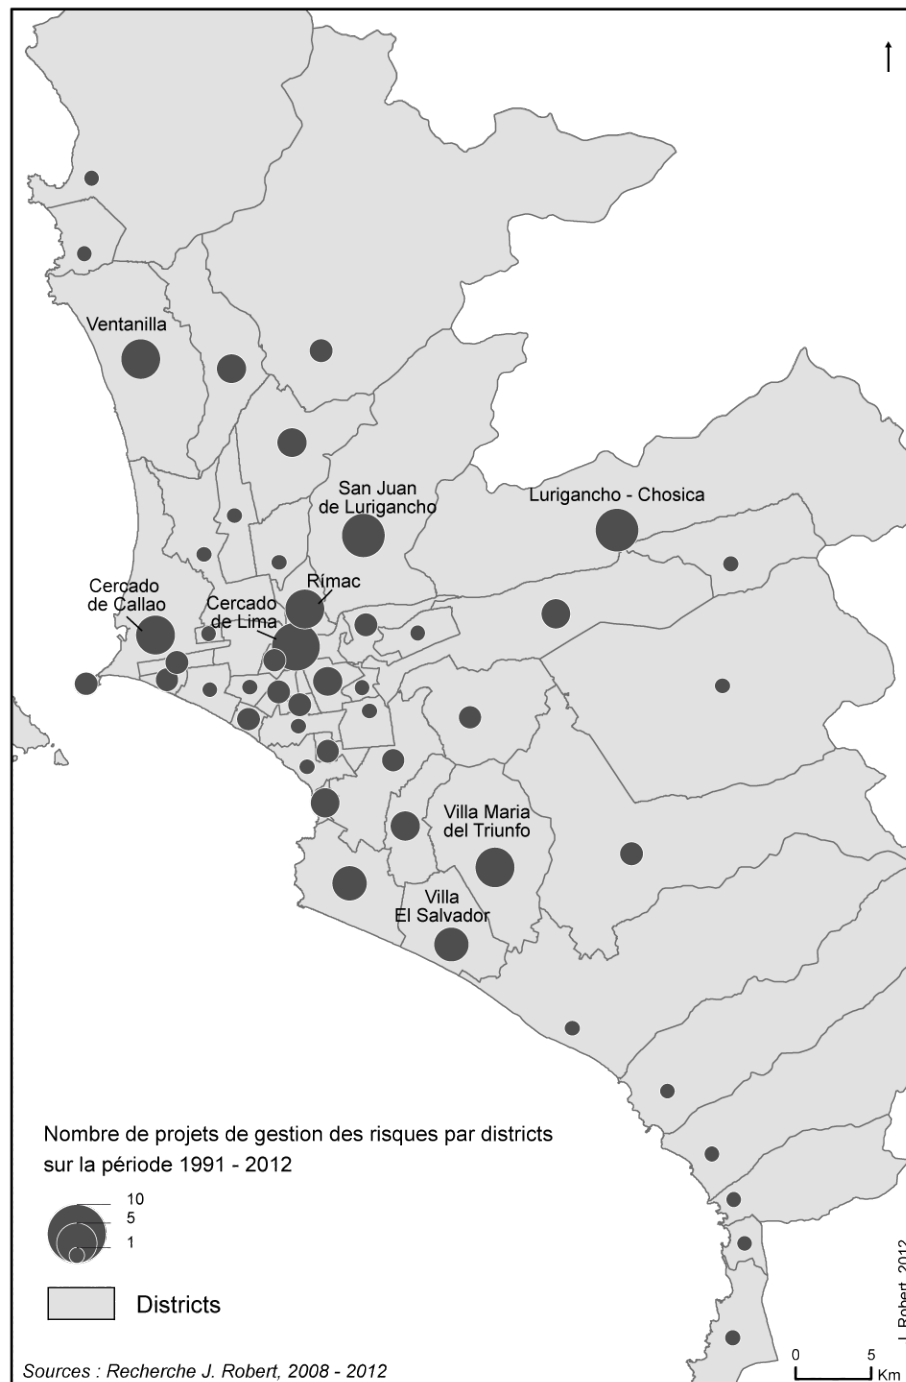 Ventanilla
San Juan
de Lurigancho
Lurigancho - Chosica
Rímac
Cercado
de Callao
Cercado
de Lima
Villa Maria
del Triunfo
Villa
El Salvador
Nombre de projets de gestion des risques par districts
sur la période 1991 - 2012
10
5
1
Districts
J. Robert, 2012
0 5
Km
Sources : Recherche J. Robert, 2008 - 2012